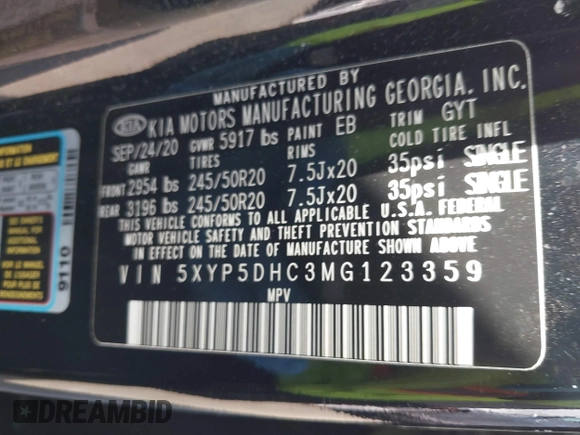 MANUFACTURED BY
KIA KIA MOTORS MANUFACTURING GEORGIA, INC.
SEP/24/20 GVWR 5917 lbs PAINT EB TRIM GYT
GAWR TIRES RIMS COLD TIRE INFL
FRONT 2954 lbs 245/50R20 7.5Jx20 35psi SINGLE
REAR 3196 lbs 245/50R20 7.5Jx20 35psi SINGLE
THIS VEHICLE CONFORMS TO ALL APPLICABLE U.S.A. FEDERAL
MOTOR VEHICLE SAFETY AND THEFT PREVENTION STANDARDS
IN EFFECT ON THE DATE OF MANUFACTURE SHOWN ABOVE.
VIN 5XYP5DHC3MG123359
MPV
9110
DREAMBID